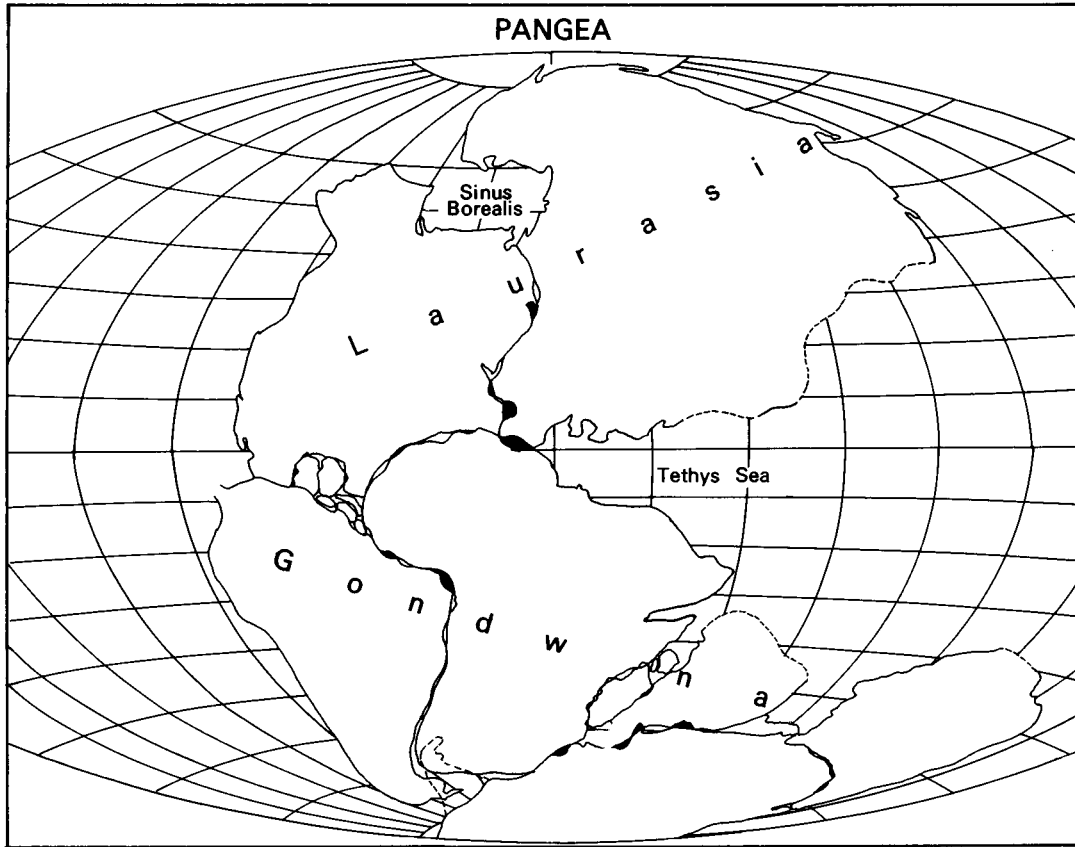 PANGEA
Sinus
Borealis
L a u r a s i a
Tethys Sea
G o n d w a n a